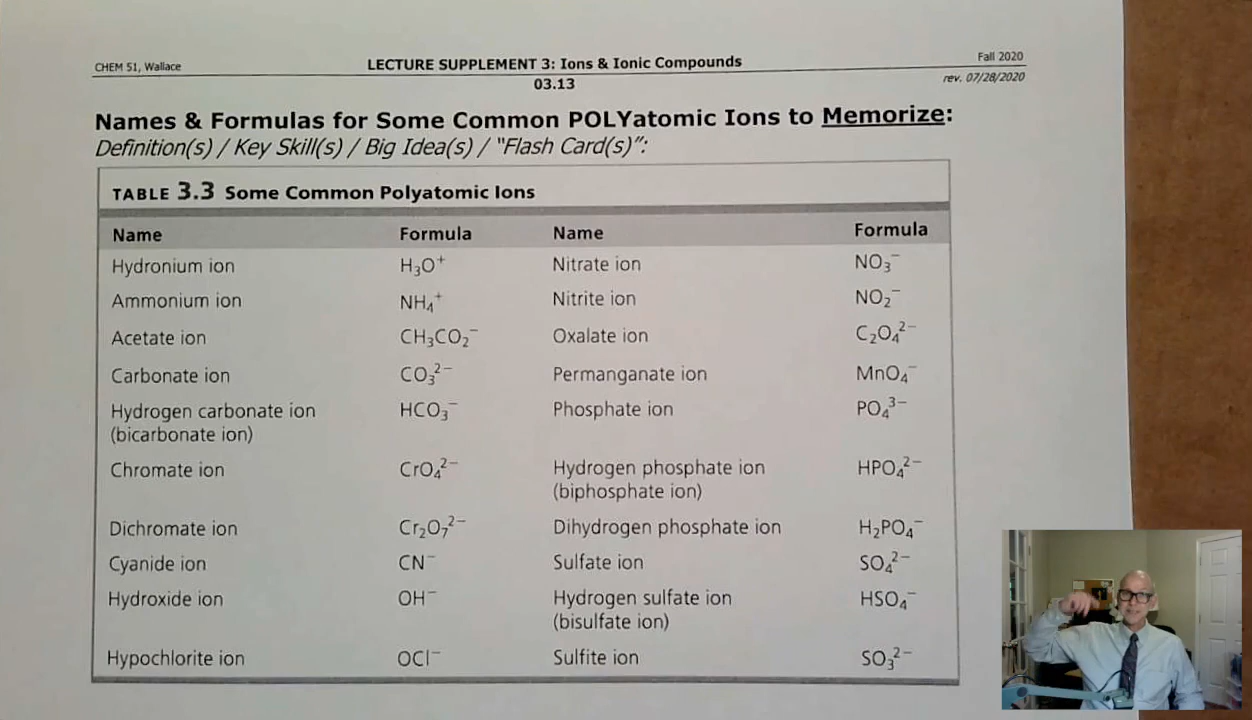 CHEM 51, Wallace LECTURE SUPPLEMENT 3: Ions & Ionic Compounds Fall 2020
03.13 rev. 07/28/2020
Names & Formulas for Some Common POLYatomic Ions to Memorize:
Definition(s) / Key Skill(s) / Big Idea(s) / "Flash Card(s)":
TABLE 3.3 Some Common Polyatomic Ions
Name Formula Name Formula
Hydronium ion H₃O⁺ Nitrate ion NO₃⁻
Ammonium ion NH₄⁺ Nitrite ion NO₂⁻
Acetate ion CH₃CO₂⁻ Oxalate ion C₂O₄²⁻
Carbonate ion CO₃²⁻ Permanganate ion MnO₄⁻
Hydrogen carbonate ion HCO₃⁻ Phosphate ion PO₄³⁻
(bicarbonate ion)
Chromate ion CrO₄²⁻ Hydrogen phosphate ion HPO₄²⁻
(biphosphate ion)
Dichromate ion Cr₂O₇²⁻ Dihydrogen phosphate ion H₂PO₄⁻
Cyanide ion CN⁻ Sulfate ion SO₄²⁻
Hydroxide ion OH⁻ Hydrogen sulfate ion HSO₄⁻
(bisulfate ion)
Hypochlorite ion OCl⁻ Sulfite ion SO₃²⁻